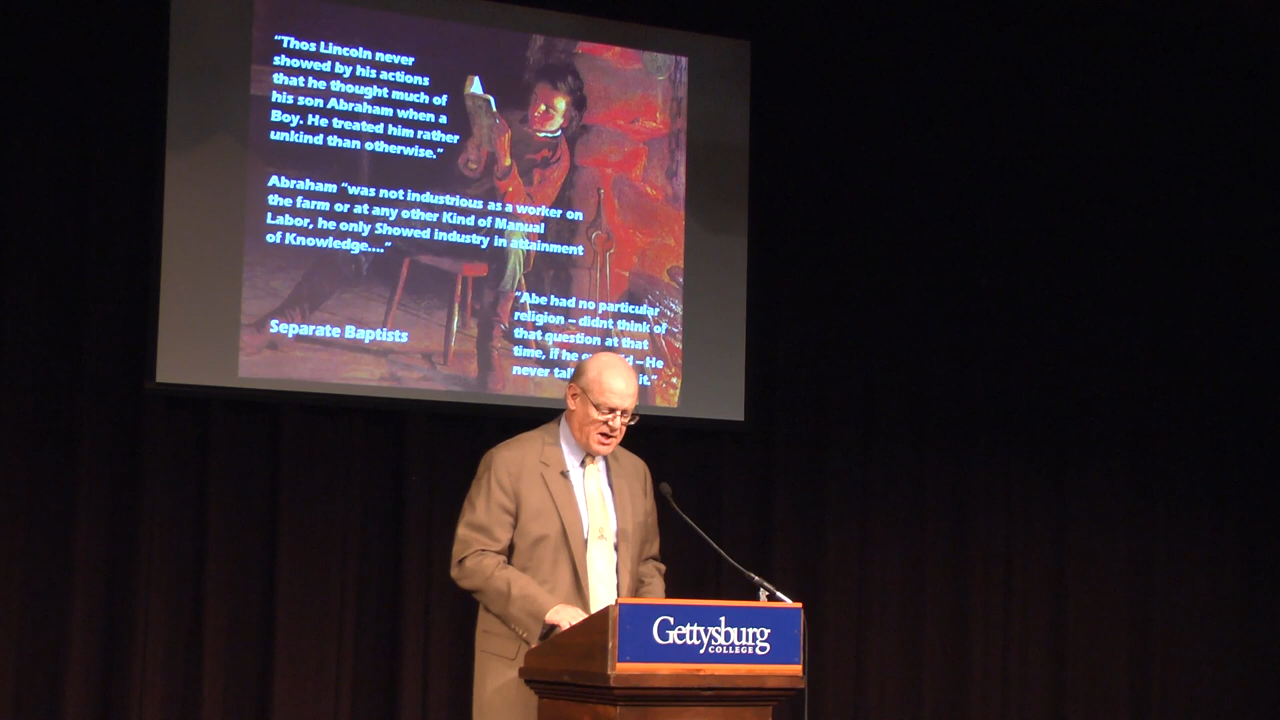 "Thos Lincoln never
showed by his actions
that he thought much of
his son Abraham when a
Boy. He treated him rather
unkind than otherwise."
Abraham "was not industrious as a worker on
the farm or at any other Kind of Manual
Labor, he only Showed industry in attainment
of Knowledge...."
Separate Baptists
"Abe had no particular
religion – didnt think of
that question at that
time, if he – He
never it."
Gettysburg
COLLEGE